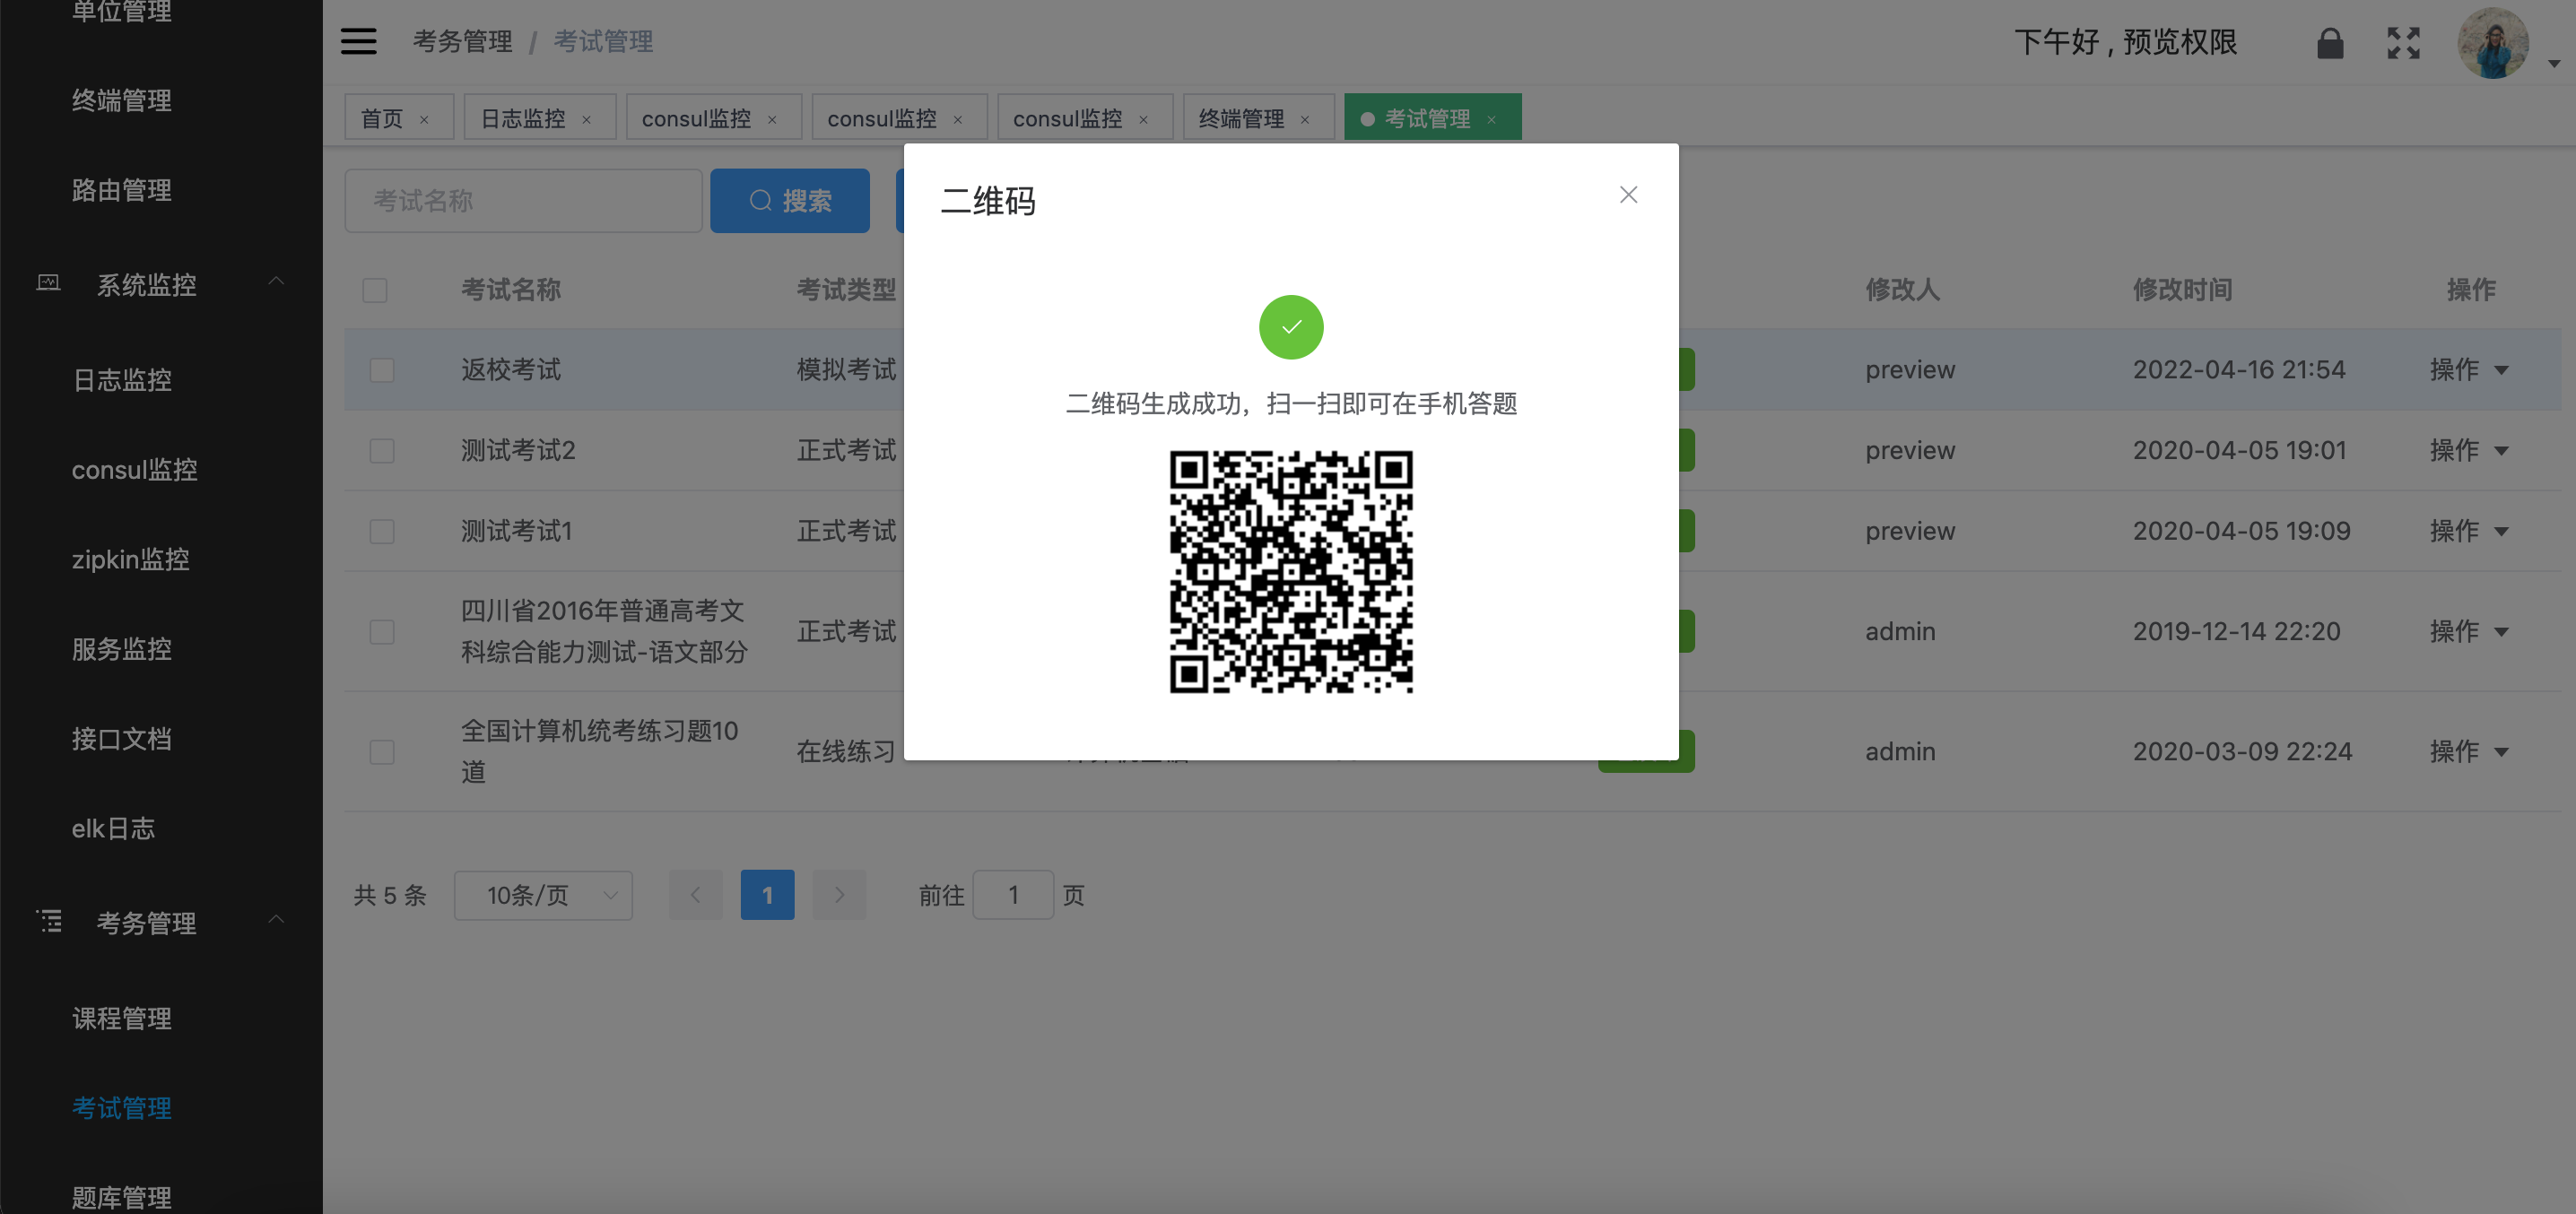 单位管理
终端管理
路由管理
系统监控
日志监控
consul监控
zipkin监控
服务监控
接口文档
elk日志
考务管理
课程管理
考试管理
题库管理
考务管理 / 考试管理
下午好 , 预览权限
首页 × 日志监控 × consul监控 × consul监控 × consul监控 × 终端管理 × 考试管理 ×
考试名称 搜索
考试名称 考试类型 修改人 修改时间 操作
返校考试 模拟考试 preview 2022-04-16 21:54 操作
测试考试2 正式考试 preview 2020-04-05 19:01 操作
测试考试1 正式考试 preview 2020-04-05 19:09 操作
四川省2016年普通高考文
科综合能力测试-语文部分 正式考试 admin 2019-12-14 22:20 操作
全国计算机统考练习题10
道 在线练习 admin 2020-03-09 22:24 操作
共 5 条 10条/页 1 前往 1 页
二维码
二维码生成成功，扫一扫即可在手机答题